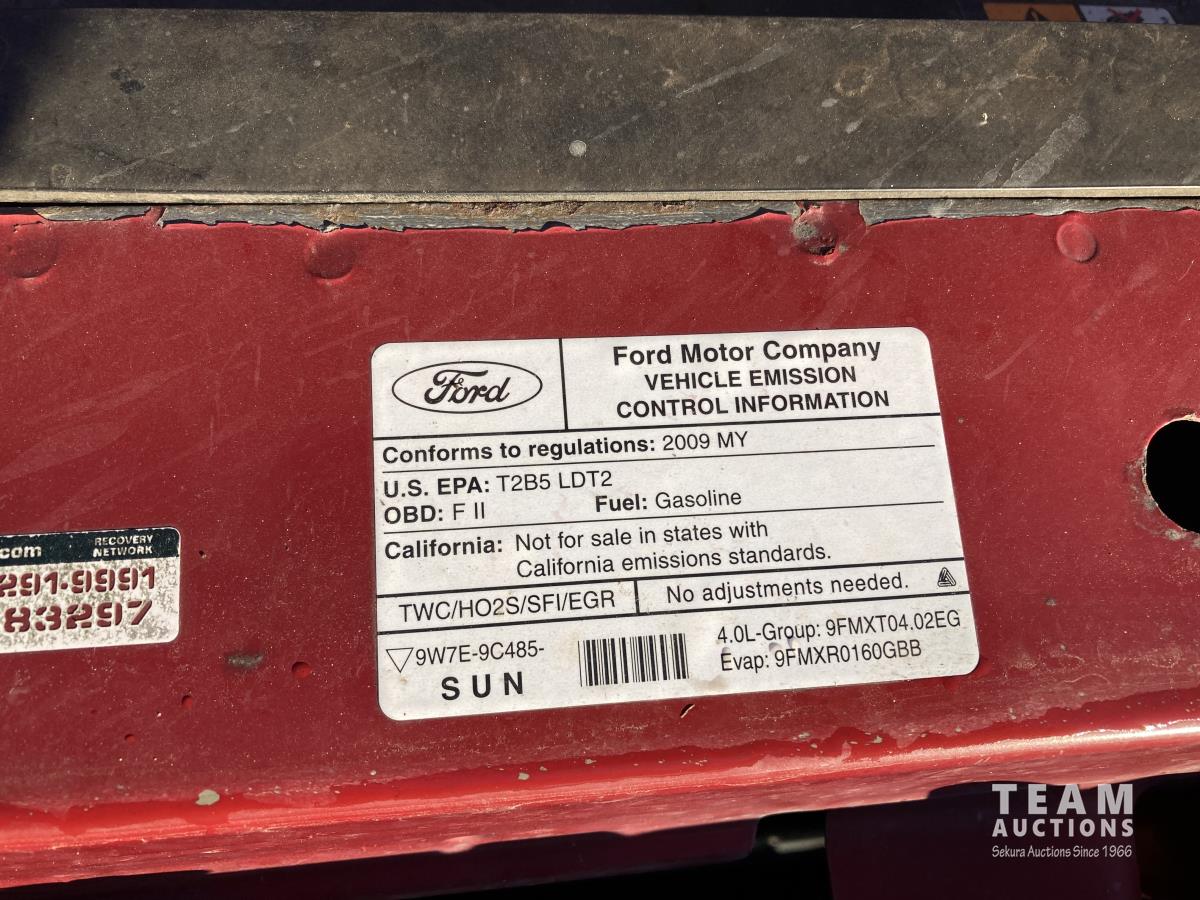 Ford
Ford Motor Company
VEHICLE EMISSION
CONTROL INFORMATION
Conforms to regulations: 2009 MY
U.S. EPA: T2B5 LDT2
OBD: F II Fuel: Gasoline
California: Not for sale in states with
California emissions standards.
TWC/HO2S/SFI/EGR
No adjustments needed.
9W7E-9C485-
SUN
4.0L-Group: 9FMXT04.02EG
Evap: 9FMXR0160GBB
.com
RECOVERY
NETWORK
291-9991
83297
TEAM
AUCTIONS
Sekura Auctions Since 1966